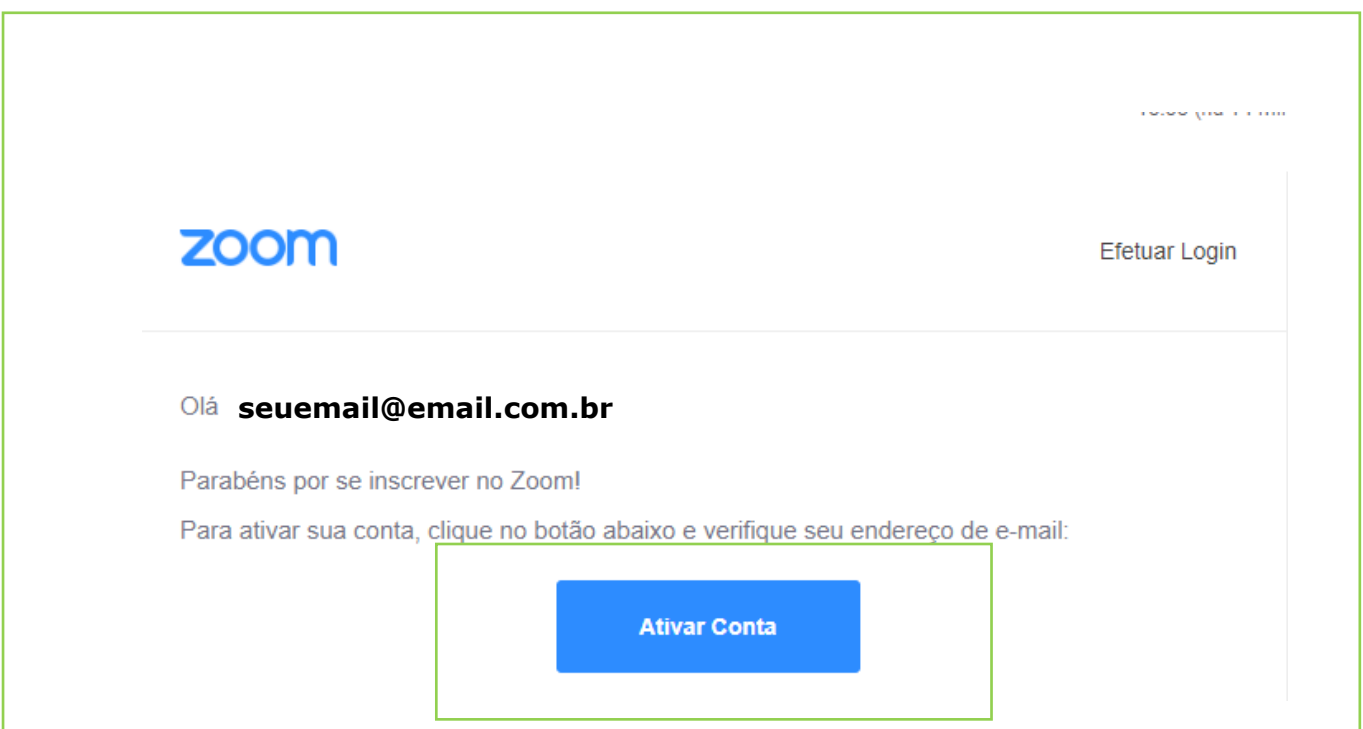 zoom
Efetuar Login
Olá seuemail@email.com.br
Parabéns por se inscrever no Zoom!
Para ativar sua conta, clique no botão abaixo e verifique seu endereço de e-mail:
Ativar Conta